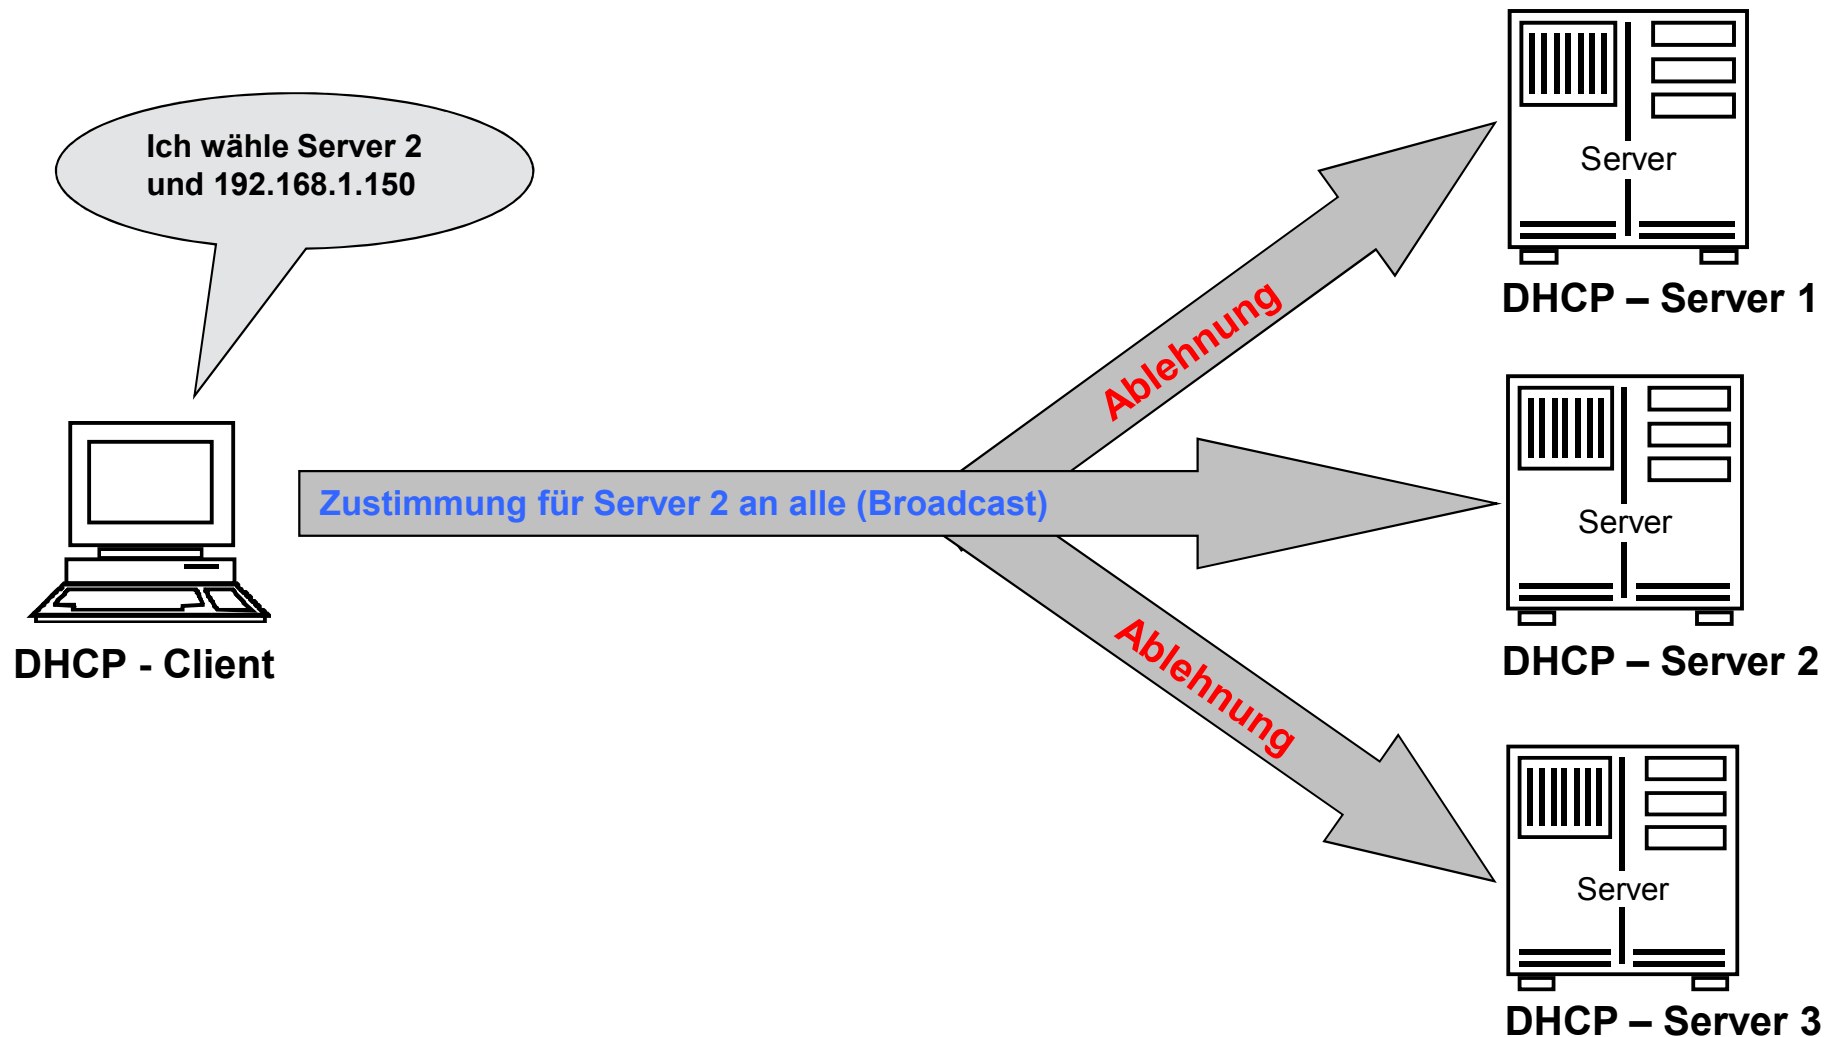 Ich wähle Server 2
und 192.168.1.150
DHCP - Client
Zustimmung für Server 2 an alle (Broadcast)
Ablehnung
Ablehnung
Server
DHCP – Server 1
Server
DHCP – Server 2
Server
DHCP – Server 3